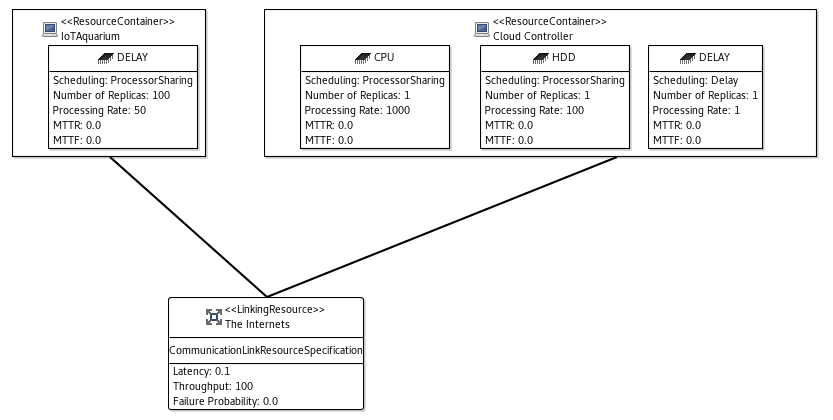 <<ResourceContainer>>
IoTAquarium
DELAY
Scheduling: ProcessorSharing
Number of Replicas: 100
Processing Rate: 50
MTTR: 0.0
MTTF: 0.0
<<ResourceContainer>>
Cloud Controller
CPU
Scheduling: ProcessorSharing
Number of Replicas: 1
Processing Rate: 1000
MTTR: 0.0
MTTF: 0.0
HDD
Scheduling: ProcessorSharing
Number of Replicas: 1
Processing Rate: 100
MTTR: 0.0
MTTF: 0.0
DELAY
Scheduling: Delay
Number of Replicas: 1
Processing Rate: 1
MTTR: 0.0
MTTF: 0.0
<<LinkingResource>>
The Internets
CommunicationLinkResourceSpecification
Latency: 0.1
Throughput: 100
Failure Probability: 0.0